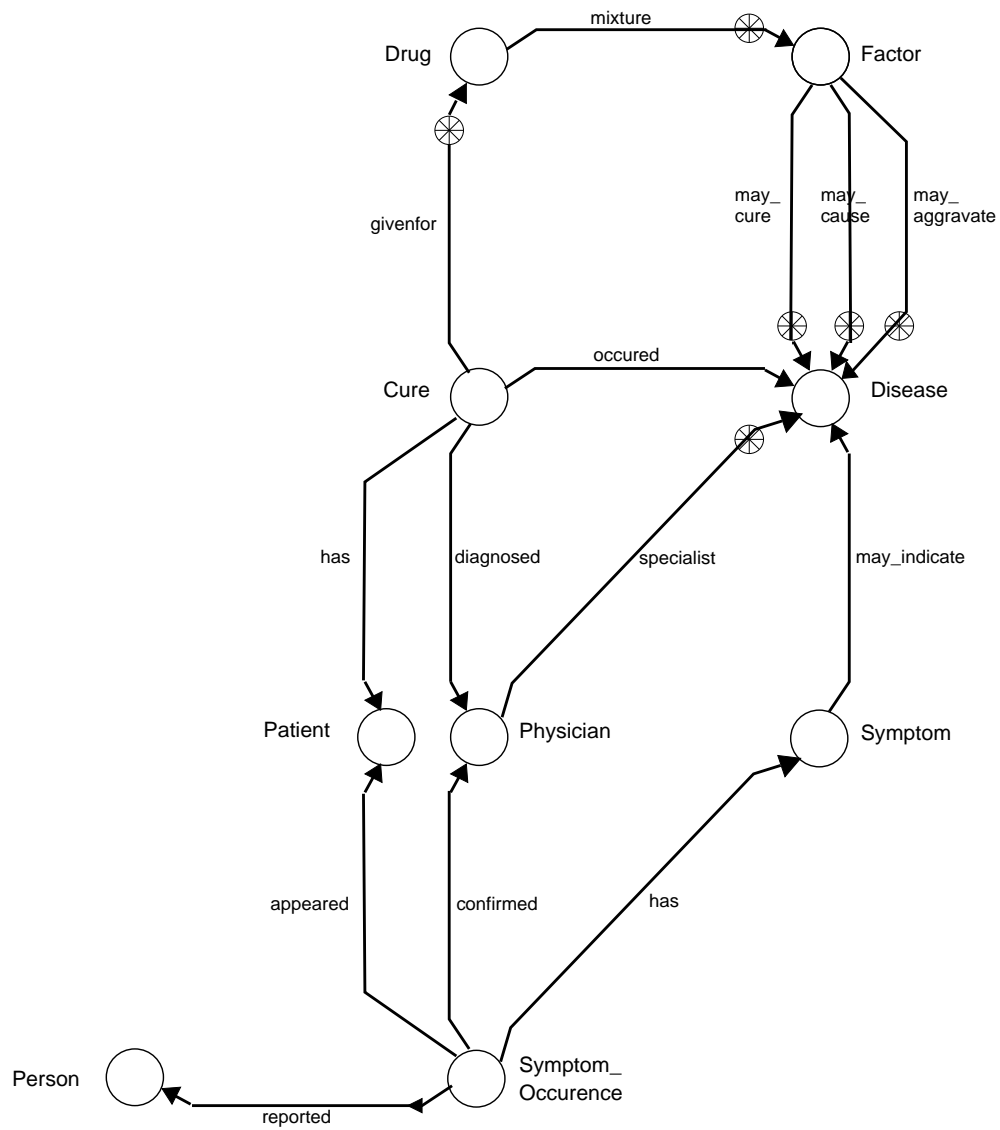 mixture
Drug
Factor
may_
cure
may_
cause
may_
aggravate
givenfor
occured
Cure
Disease
has
diagnosed
specialist
may_indicate
Patient
Physician
Symptom
appeared
confirmed
has
Person
Symptom_
Occurence
reported